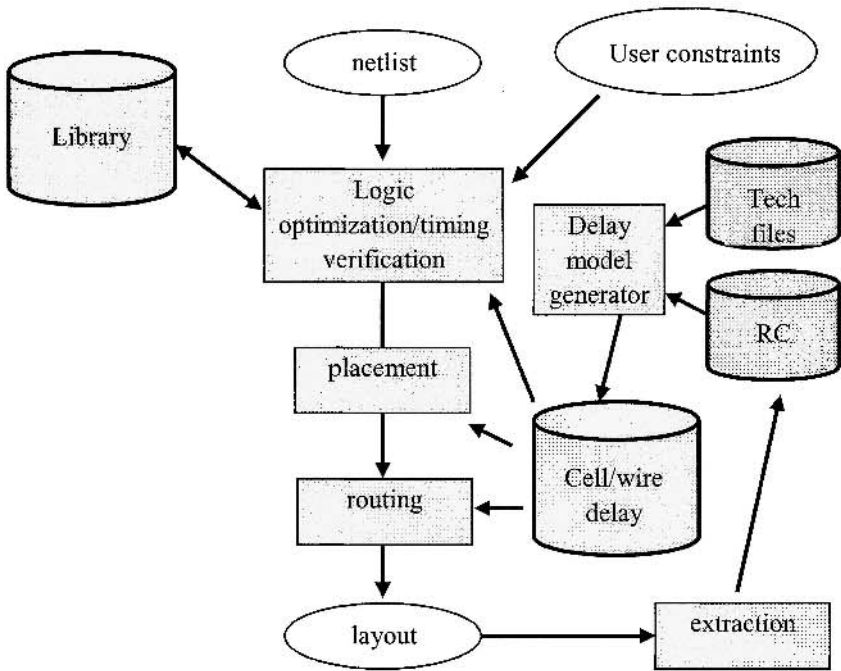 netlist
User constraints
Library
Logic
optimization/timing
verification
Delay
model
generator
Tech
files
RC
placement
Cell/wire
delay
routing
layout
extraction